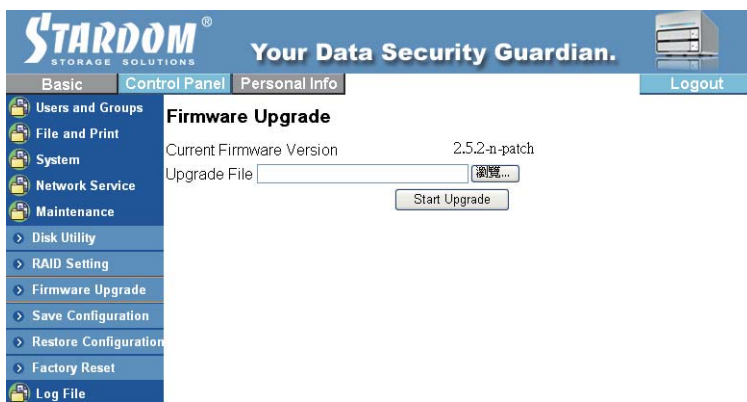 STARDOM®
STORAGE SOLUTIONS
Your Data Security Guardian.
Basic
Control Panel
Personal Info
Logout
Users and Groups
File and Print
System
Network Service
Maintenance
Disk Utility
RAID Setting
Firmware Upgrade
Save Configuration
Restore Configuration
Factory Reset
Log File
Firmware Upgrade
Current Firmware Version 2.5.2-n-patch
Upgrade File 瀏覽...
Start Upgrade